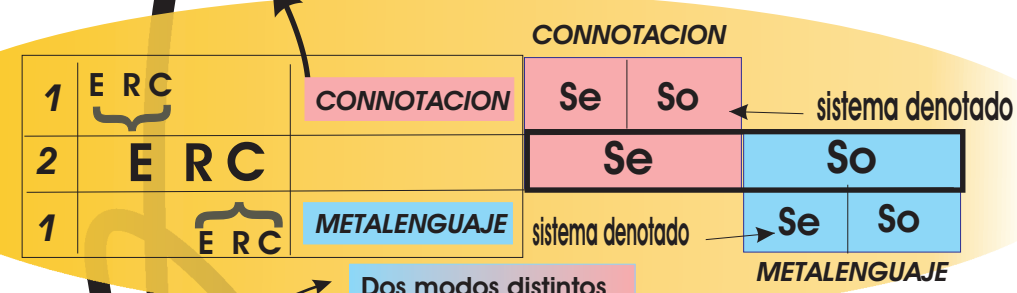 CONNOTACION
1 E R C CONNOTACION Se So sistema denotado
2 E R C Se So
1 E R C METALENGUAJE sistema denotado Se So
METALENGUAJE
Dos modos distintos